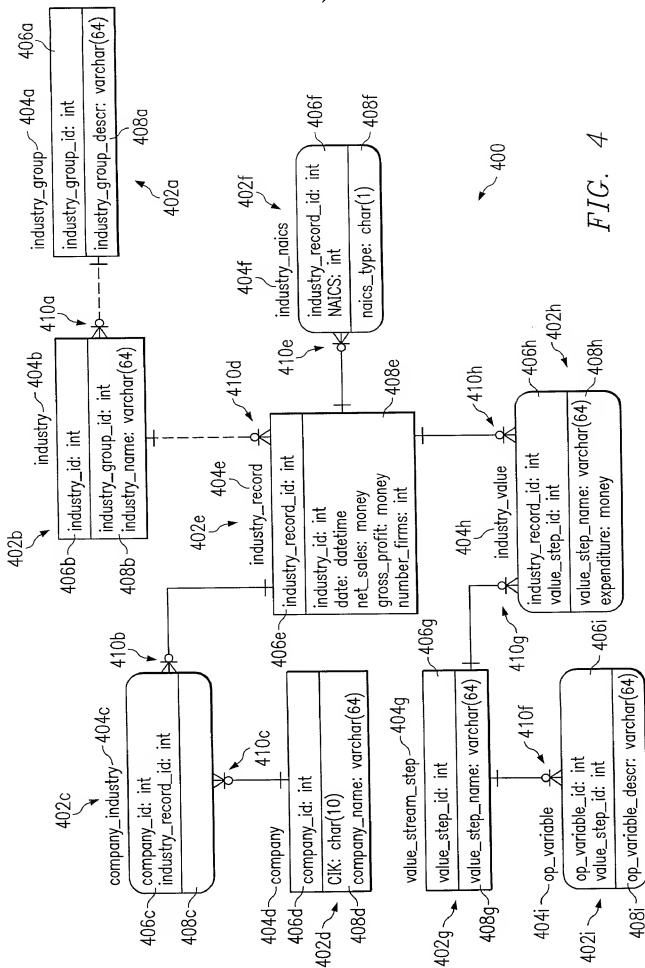 industry_group 404a
406a
industry_group_id: int
industry_group_descr: varchar(64)
408a
402a
410a
industry 404b
402b
406b
industry_id: int
industry_group_id: int
industry_name: varchar(64)
408b
402c
company_industry 404c
company_id: int
industry_record_id: int
406c
408c
410b
410c
404d company
406d
company_id: int
CIK: char(10)
company_name: varchar(64)
402d
408d
410d
404e
402e
industry_record
industry_record_id: int
406e
industry_id: int
date: datetime
net_sales: money
gross_profit: money
number_firms: int
408e
410e
402f
404f
industry_naics
406f
industry_record_id: int
NAICS: int
naics_type: char(1)
408f
value_stream_step 404g
406g
value_step_id: int
value_step_name: varchar(64)
402g
408g
410g
410h
industry_value
404h
406h
industry_record_id: int
value_step_id: int
value_step_name: varchar(64)
expenditure: money
402h
408h
410f
404i op_variable
406i
op_variable_id: int
value_step_id: int
op_variable_descr: varchar(64)
402i
408i
400
FIG. 4